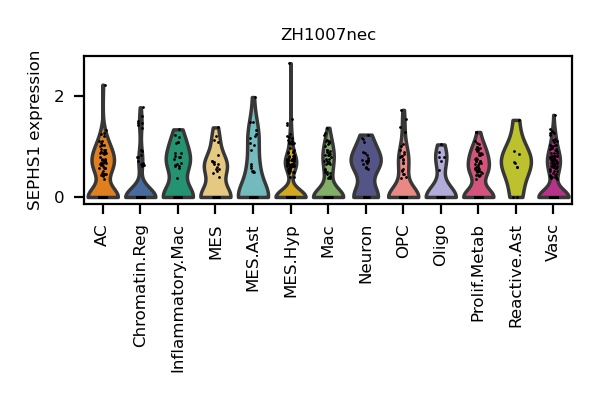 ZH1007nec
SEPHS1 expression
2
0
AC
Chromatin.Reg
Inflammatory.Mac
MES
MES.Ast
MES.Hyp
Mac
Neuron
OPC
Oligo
Prolif.Metab
Reactive.Ast
Vasc